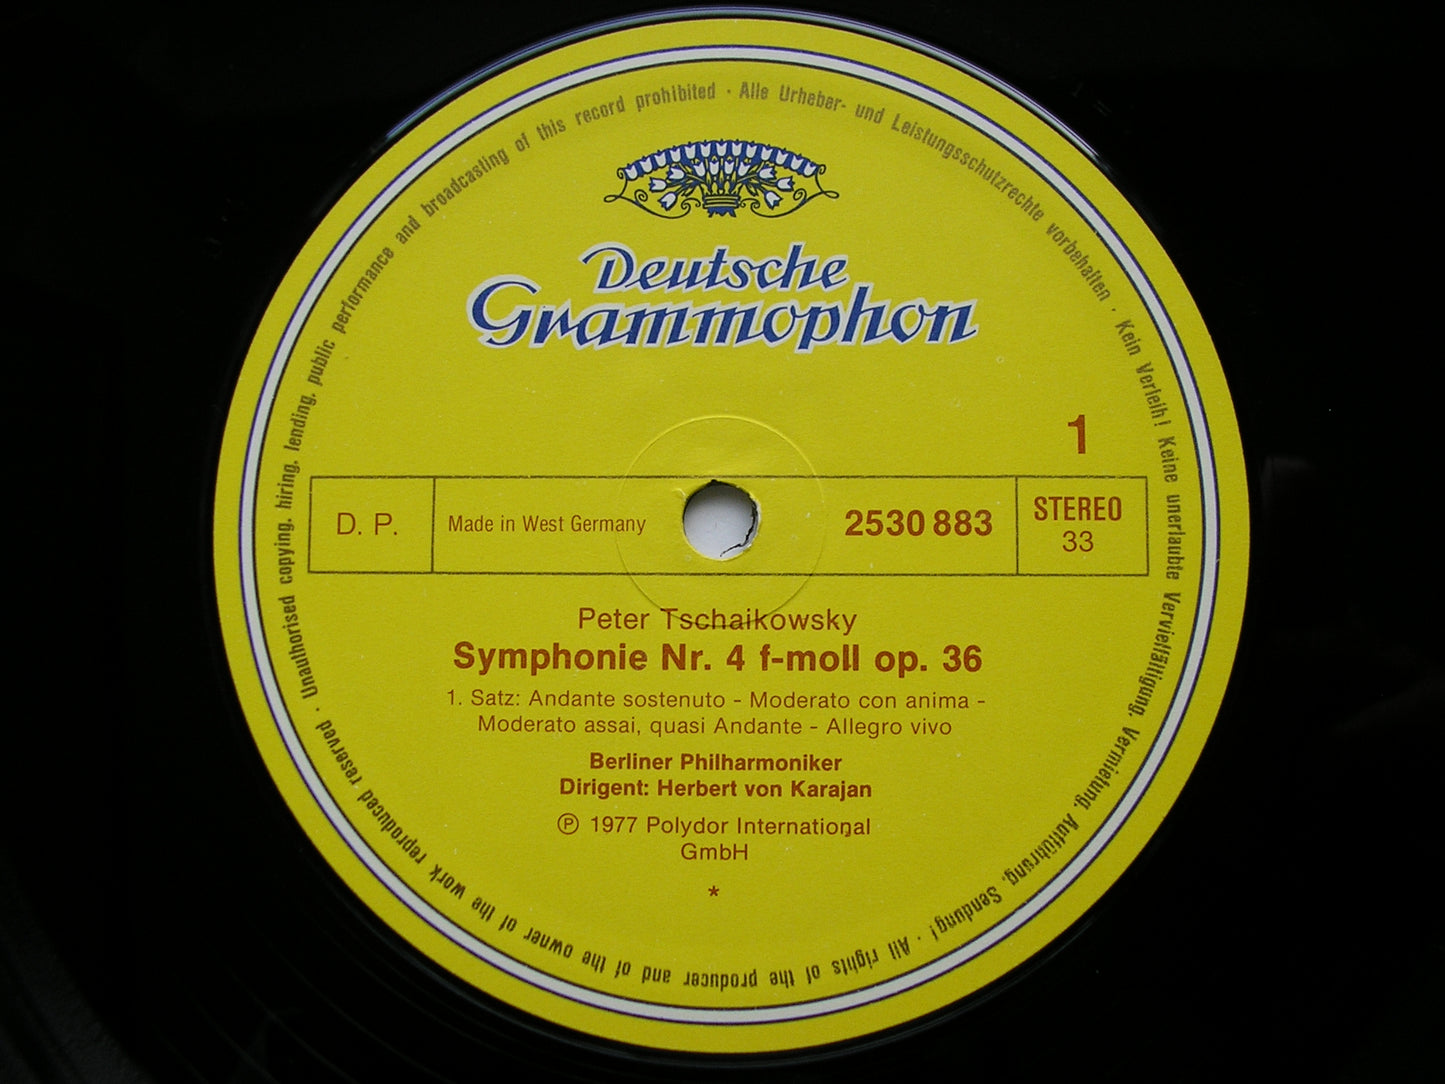 Alle Urheber- und Leistungsschutzrechte vorbehalten · Kein Verleih! Keine unerlaubte Vervielfältigung, Vermietung, Aufführung, Sendung! · All rights of the producer and of the owner of the work reproduced reserved · Unauthorised copying, hiring, lending, public performance and broadcasting of this record prohibited ·
Deutsche
Grammophon
1
D. P.
Made in West Germany
2530 883
STEREO
33
Peter Tschaikowsky
Symphonie Nr. 4 f-moll op. 36
1. Satz: Andante sostenuto - Moderato con anima -
Moderato assai, quasi Andante - Allegro vivo
Berliner Philharmoniker
Dirigent: Herbert von Karajan
℗ 1977 Polydor International
GmbH
*